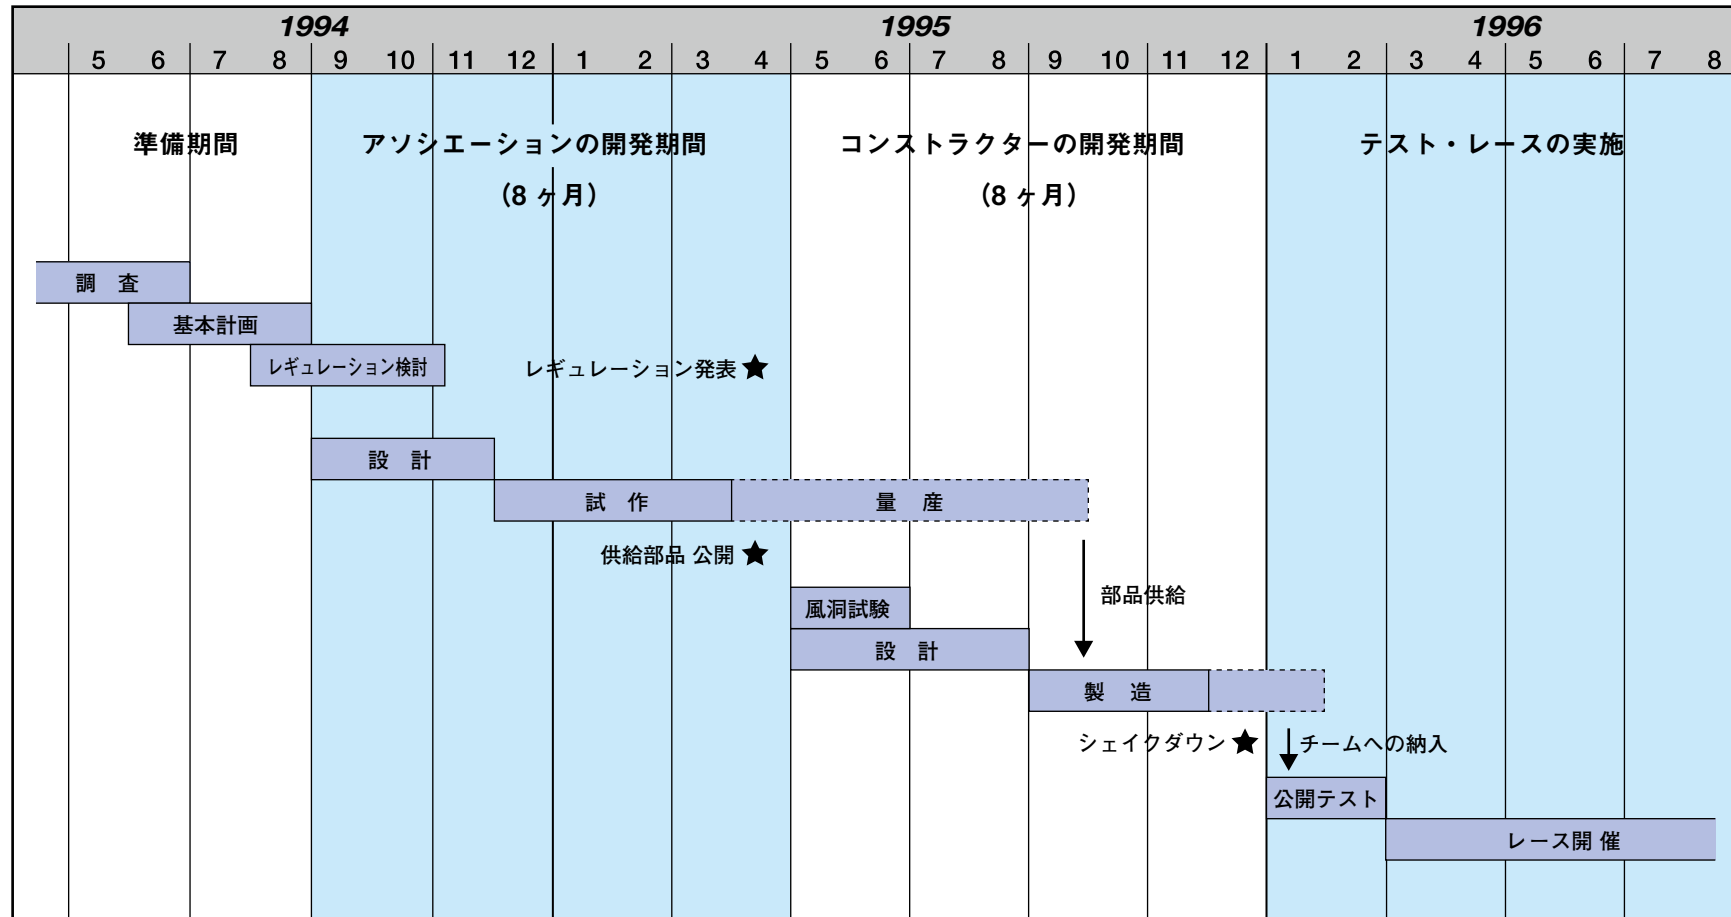 1994 1995 1996
5 6 7 8 9 10 11 12 1 2 3 4 5 6 7 8 9 10 11 12 1 2 3 4 5 6 7 8
準備期間 アソシエーションの開発期間 コンストラクターの開発期間 テスト・レースの実施
(8 ヶ月) (8 ヶ月)
調 査
基本計画
レギュレーション検討 レギュレーション発表 ★
設 計
試 作 量 産
供給部品 公開 ★
部品供給
風洞試験
設 計
製 造
シェイクダウン ★ チームへの納入
公開テスト
レース開 催